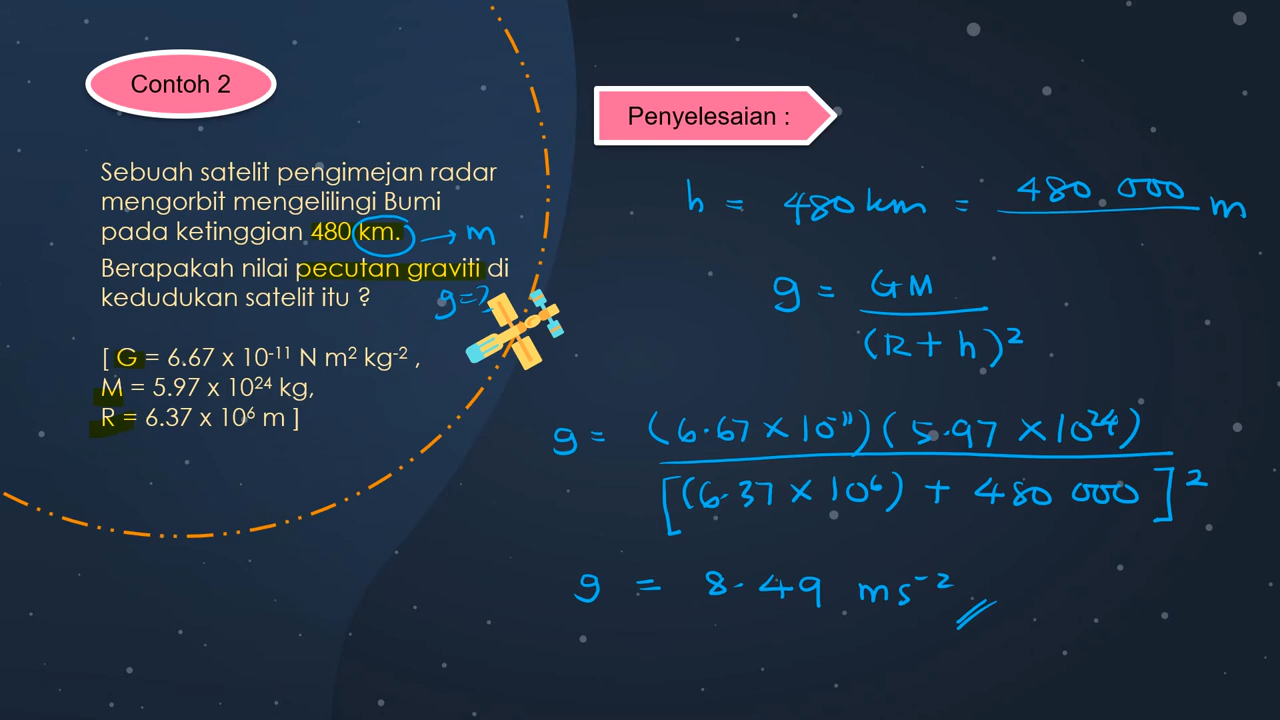 Contoh 2
Sebuah satelit pengimejan radar
mengorbit mengelilingi Bumi
pada ketinggian 480 km. → m
Berapakah nilai pecutan graviti di
kedudukan satelit itu ? g=?
[ G = 6.67 x 10⁻¹¹ N m² kg⁻² ,
M = 5.97 x 10²⁴ kg,
R = 6.37 x 10⁶ m ]
Penyelesaian :
h = 480 km = 480 000 m
g = GM / (R + h)²
g = (6.67 x 10⁻¹¹)(5.97 x 10²⁴) / [(6.37 x 10⁶) + 480 000]²
g = 8.49 ms⁻²